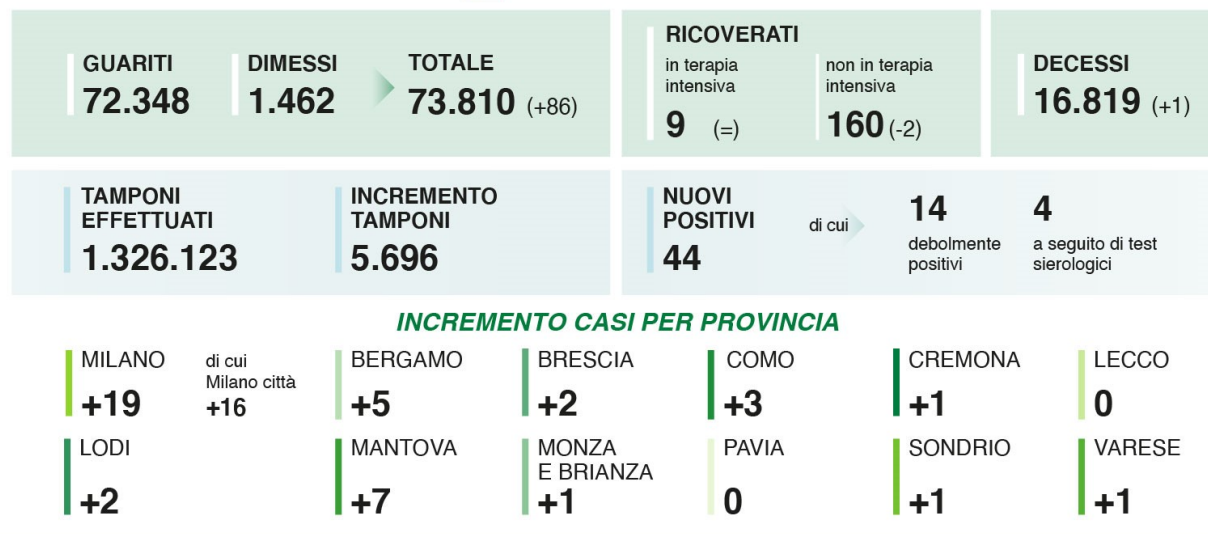 GUARITI
72.348
DIMESSI
1.462
TOTALE
73.810 (+86)
RICOVERATI
in terapia
intensiva
9 (=)
non in terapia
intensiva
160 (-2)
DECESSI
16.819 (+1)
TAMPONI
EFFETTUATI
1.326.123
INCREMENTO
TAMPONI
5.696
NUOVI
POSITIVI
44
di cui
14
debolmente
positivi
4
a seguito di test
sierologici
INCREMENTO CASI PER PROVINCIA
MILANO
+19
di cui
Milano città
+16
BERGAMO
+5
BRESCIA
+2
COMO
+3
CREMONA
+1
LECCO
0
LODI
+2
MANTOVA
+7
MONZA
E BRIANZA
+1
PAVIA
0
SONDRIO
+1
VARESE
+1